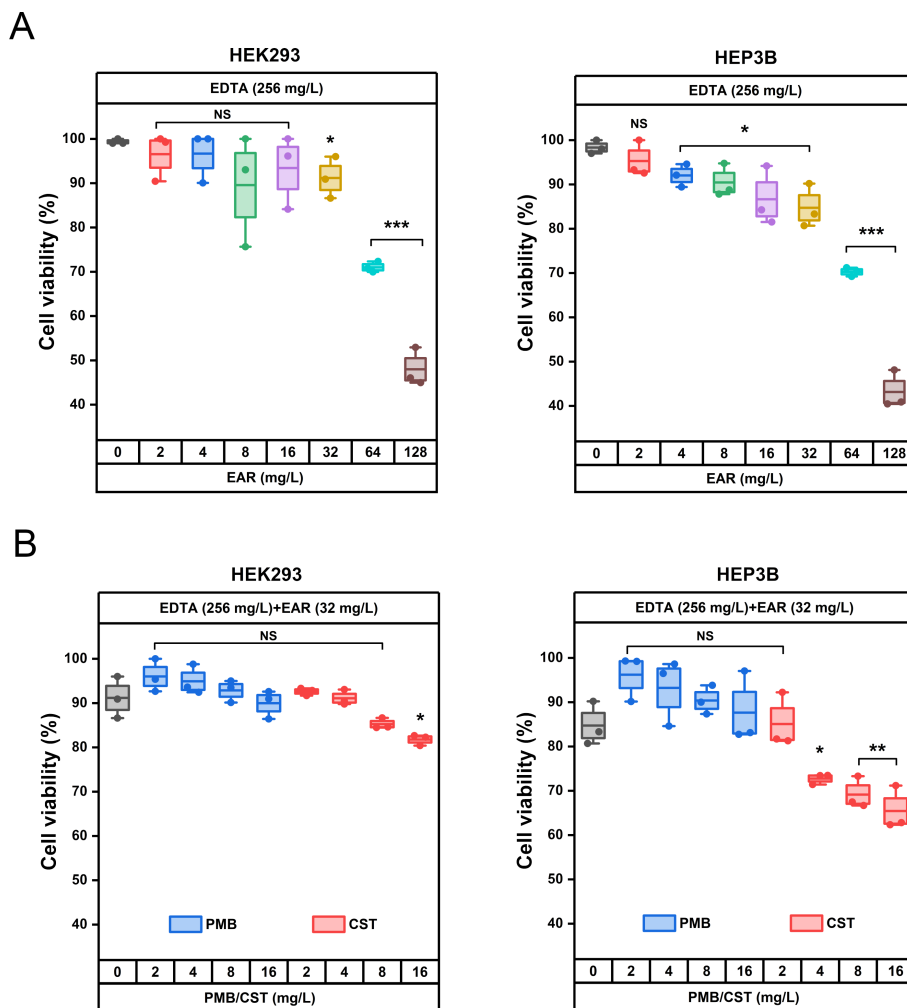 A
HEK293
EDTA (256 mg/L)
NS
*
***
100
90
80
70
60
50
40
Cell viability (%)
0 2 4 8 16 32 64 128
EAR (mg/L)
HEP3B
EDTA (256 mg/L)
NS
*
***
100
90
80
70
60
50
40
Cell viability (%)
0 2 4 8 16 32 64 128
EAR (mg/L)
B
HEK293
EDTA (256 mg/L)+EAR (32 mg/L)
NS
*
100
90
80
70
60
50
40
Cell viability (%)
PMB CST
0 2 4 8 16 2 4 8 16
PMB/CST (mg/L)
HEP3B
EDTA (256 mg/L)+EAR (32 mg/L)
NS
*
**
100
90
80
70
60
50
40
Cell viability (%)
PMB CST
0 2 4 8 16 2 4 8 16
PMB/CST (mg/L)